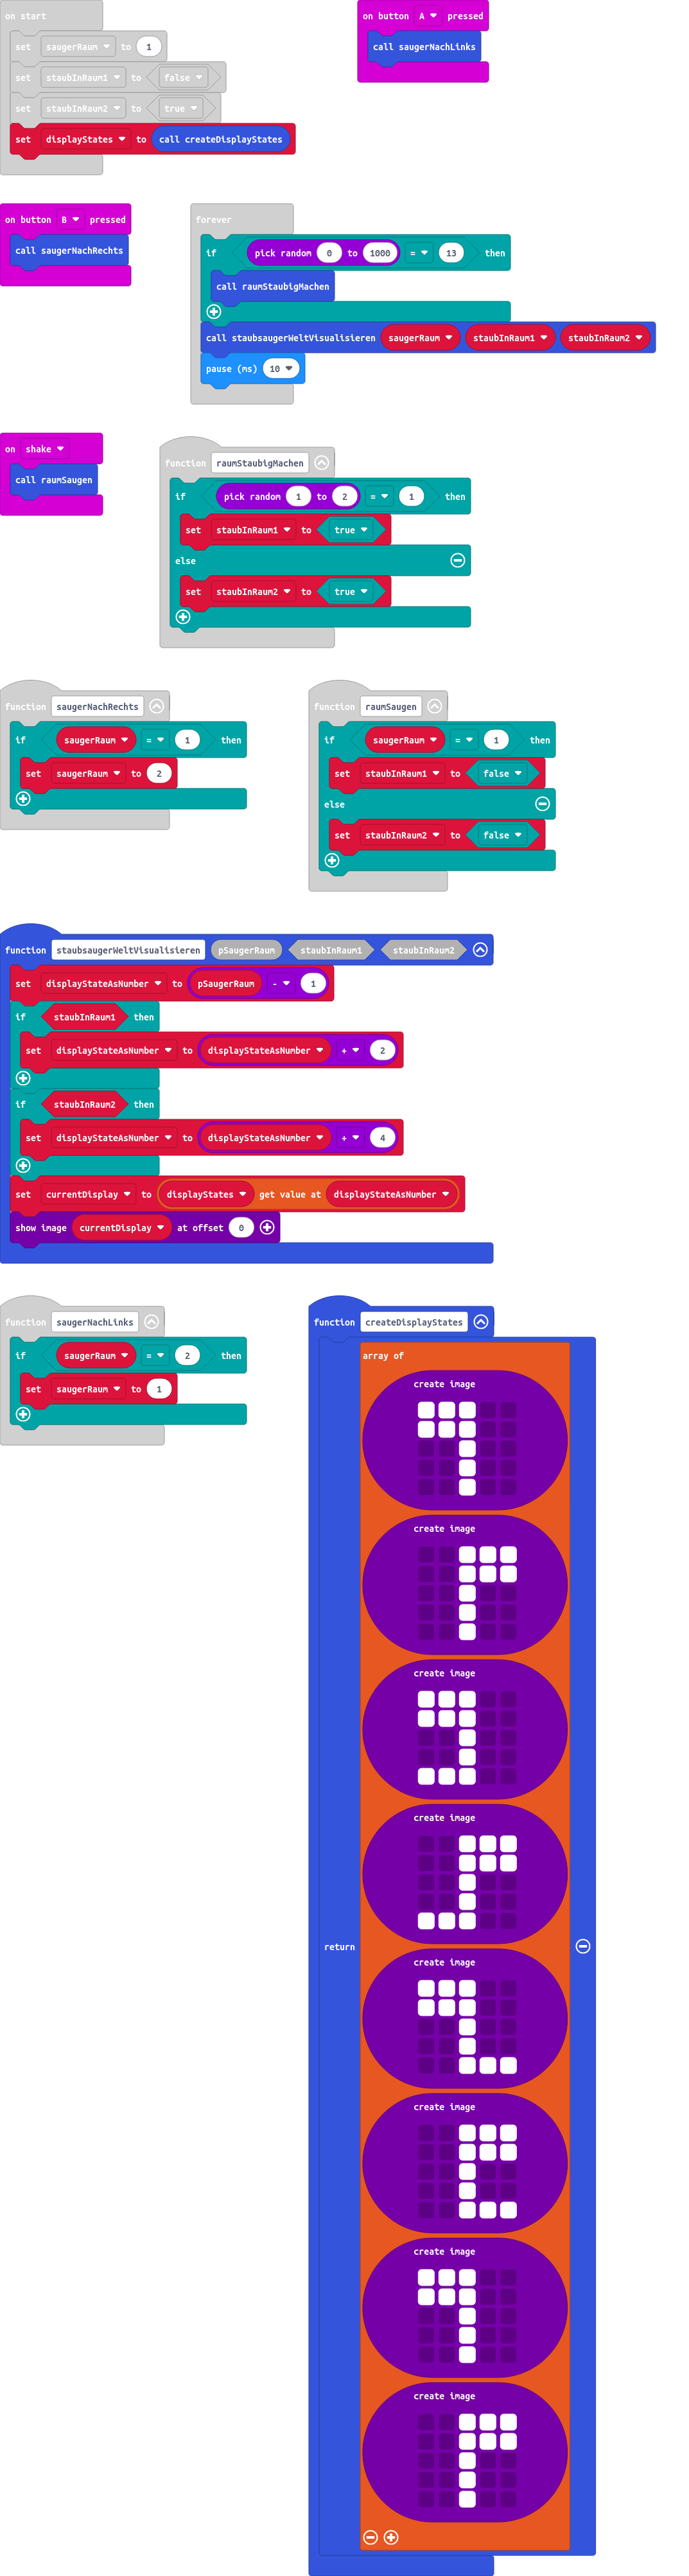 on start
set saugerRaum to 1
set staubInRaum1 to false
set staubInRaum2 to true
set displayStates to call createDisplayStates
on button A pressed
call saugerNachLinks
on button B pressed
call saugerNachRechts
forever
if pick random 0 to 1000 = 13 then
call raumStaubigMachen
call staubsaugerWeltVisualisieren saugerRaum staubInRaum1 staubInRaum2
pause (ms) 10
on shake
call raumSaugen
function raumStaubigMachen
if pick random 1 to 2 = 1 then
set staubInRaum1 to true
else
set staubInRaum2 to true
function saugerNachRechts
if saugerRaum = 1 then
set saugerRaum to 2
function raumSaugen
if saugerRaum = 1 then
set staubInRaum1 to false
else
set staubInRaum2 to false
function staubsaugerWeltVisualisieren pSaugerRaum staubInRaum1 staubInRaum2
set displayStateAsNumber to pSaugerRaum - 1
if staubInRaum1 then
set displayStateAsNumber to displayStateAsNumber + 2
if staubInRaum2 then
set displayStateAsNumber to displayStateAsNumber + 4
set currentDisplay to displayStates get value at displayStateAsNumber
show image currentDisplay at offset 0
function saugerNachLinks
if saugerRaum = 2 then
set saugerRaum to 1
function createDisplayStates
array of
create image
create image
create image
create image
return
create image
create image
create image
create image